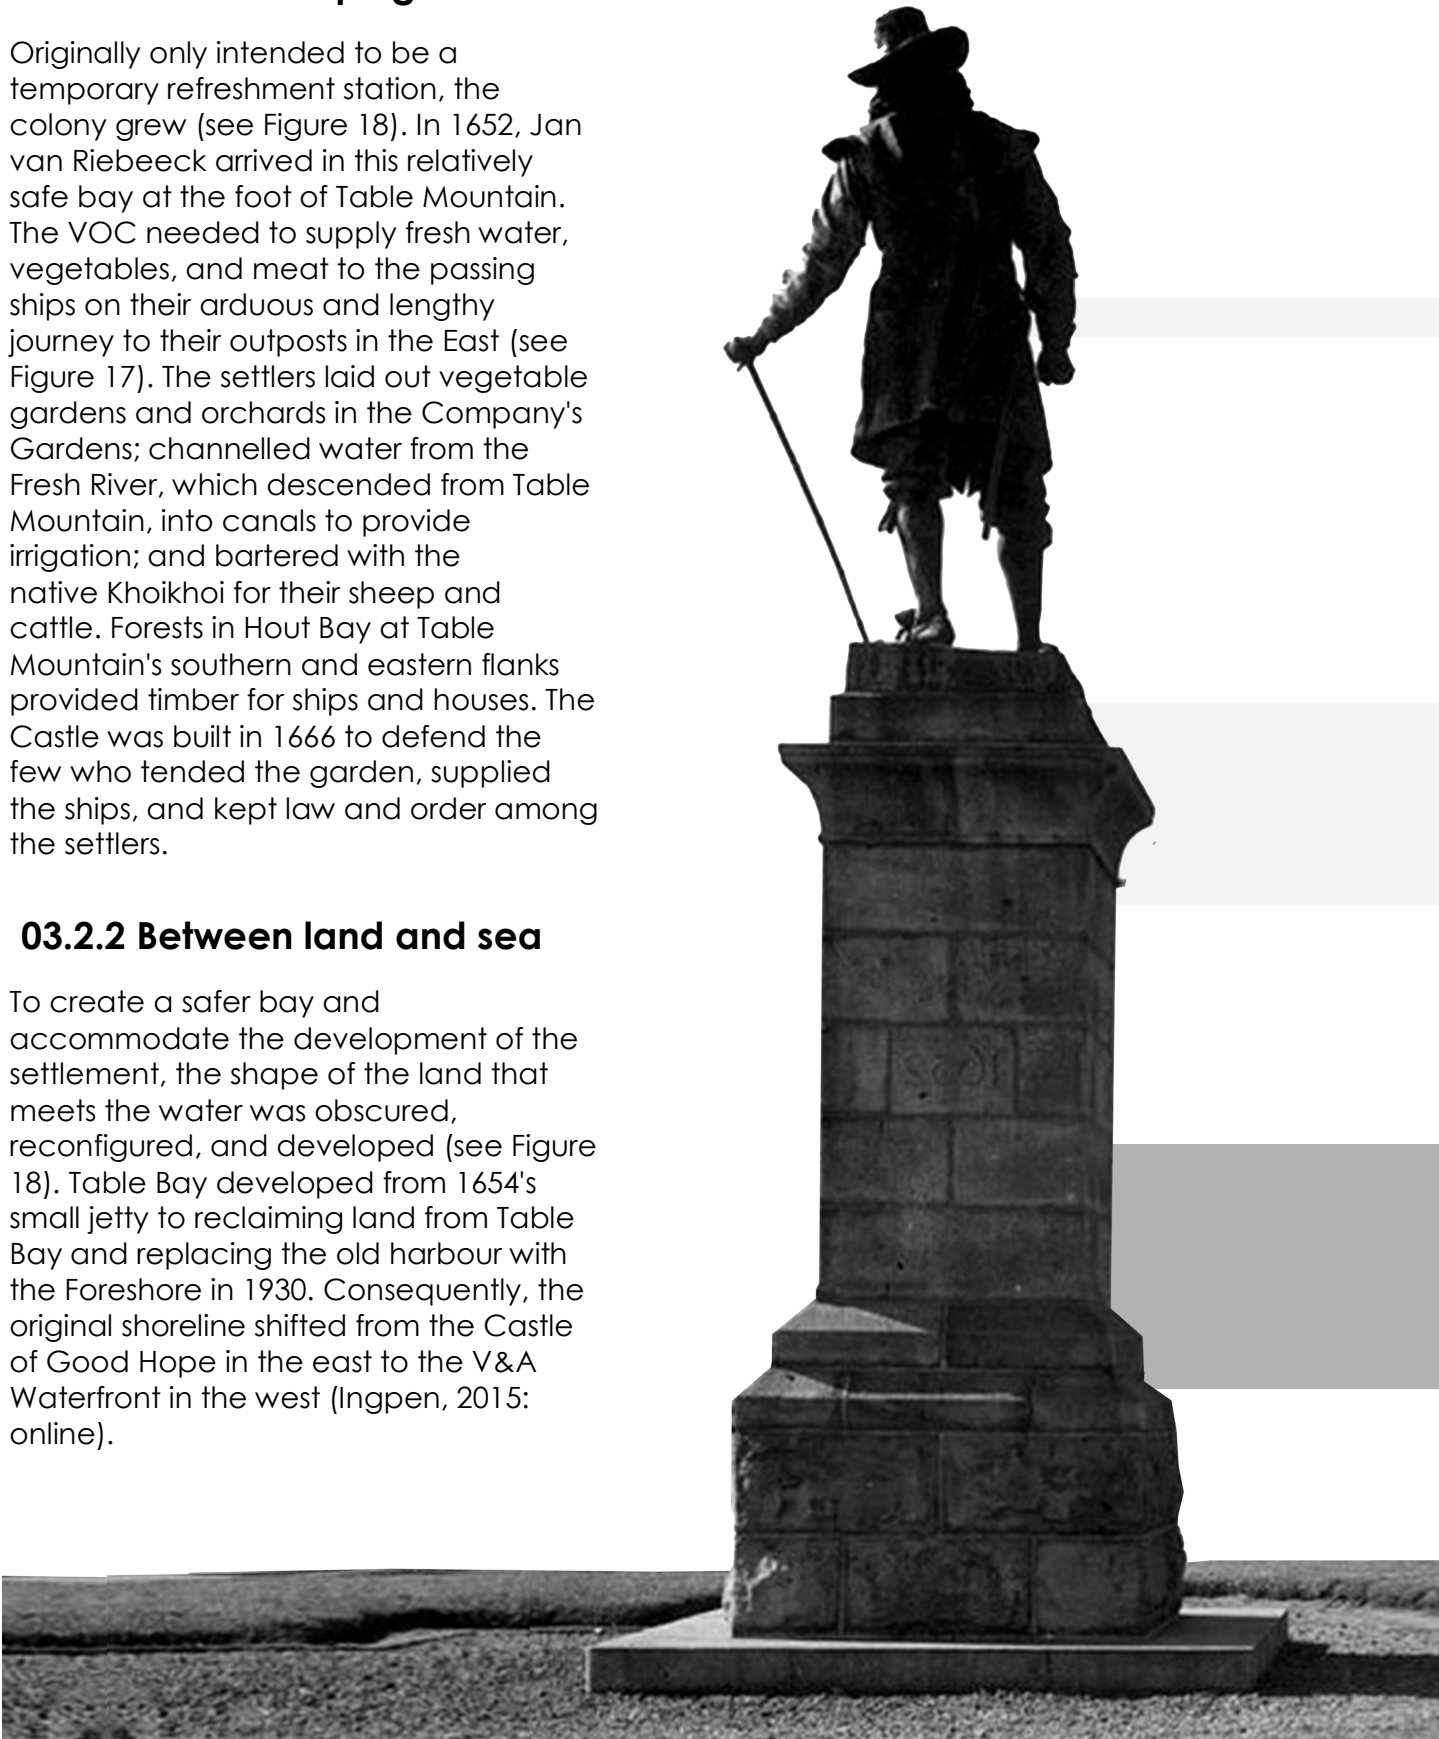 Originally only intended to be a
temporary refreshment station, the
colony grew (see Figure 18). In 1652, Jan
van Riebeeck arrived in this relatively
safe bay at the foot of Table Mountain.
The VOC needed to supply fresh water,
vegetables, and meat to the passing
ships on their arduous and lengthy
journey to their outposts in the East (see
Figure 17). The settlers laid out vegetable
gardens and orchards in the Company's
Gardens; channelled water from the
Fresh River, which descended from Table
Mountain, into canals to provide
irrigation; and bartered with the
native Khoikhoi for their sheep and
cattle. Forests in Hout Bay at Table
Mountain's southern and eastern flanks
provided timber for ships and houses. The
Castle was built in 1666 to defend the
few who tended the garden, supplied
the ships, and kept law and order among
the settlers.
03.2.2 Between land and sea
To create a safer bay and
accommodate the development of the
settlement, the shape of the land that
meets the water was obscured,
reconfigured, and developed (see Figure
18). Table Bay developed from 1654's
small jetty to reclaiming land from Table
Bay and replacing the old harbour with
the Foreshore in 1930. Consequently, the
original shoreline shifted from the Castle
of Good Hope in the east to the V&A
Waterfront in the west (Ingpen, 2015:
online).